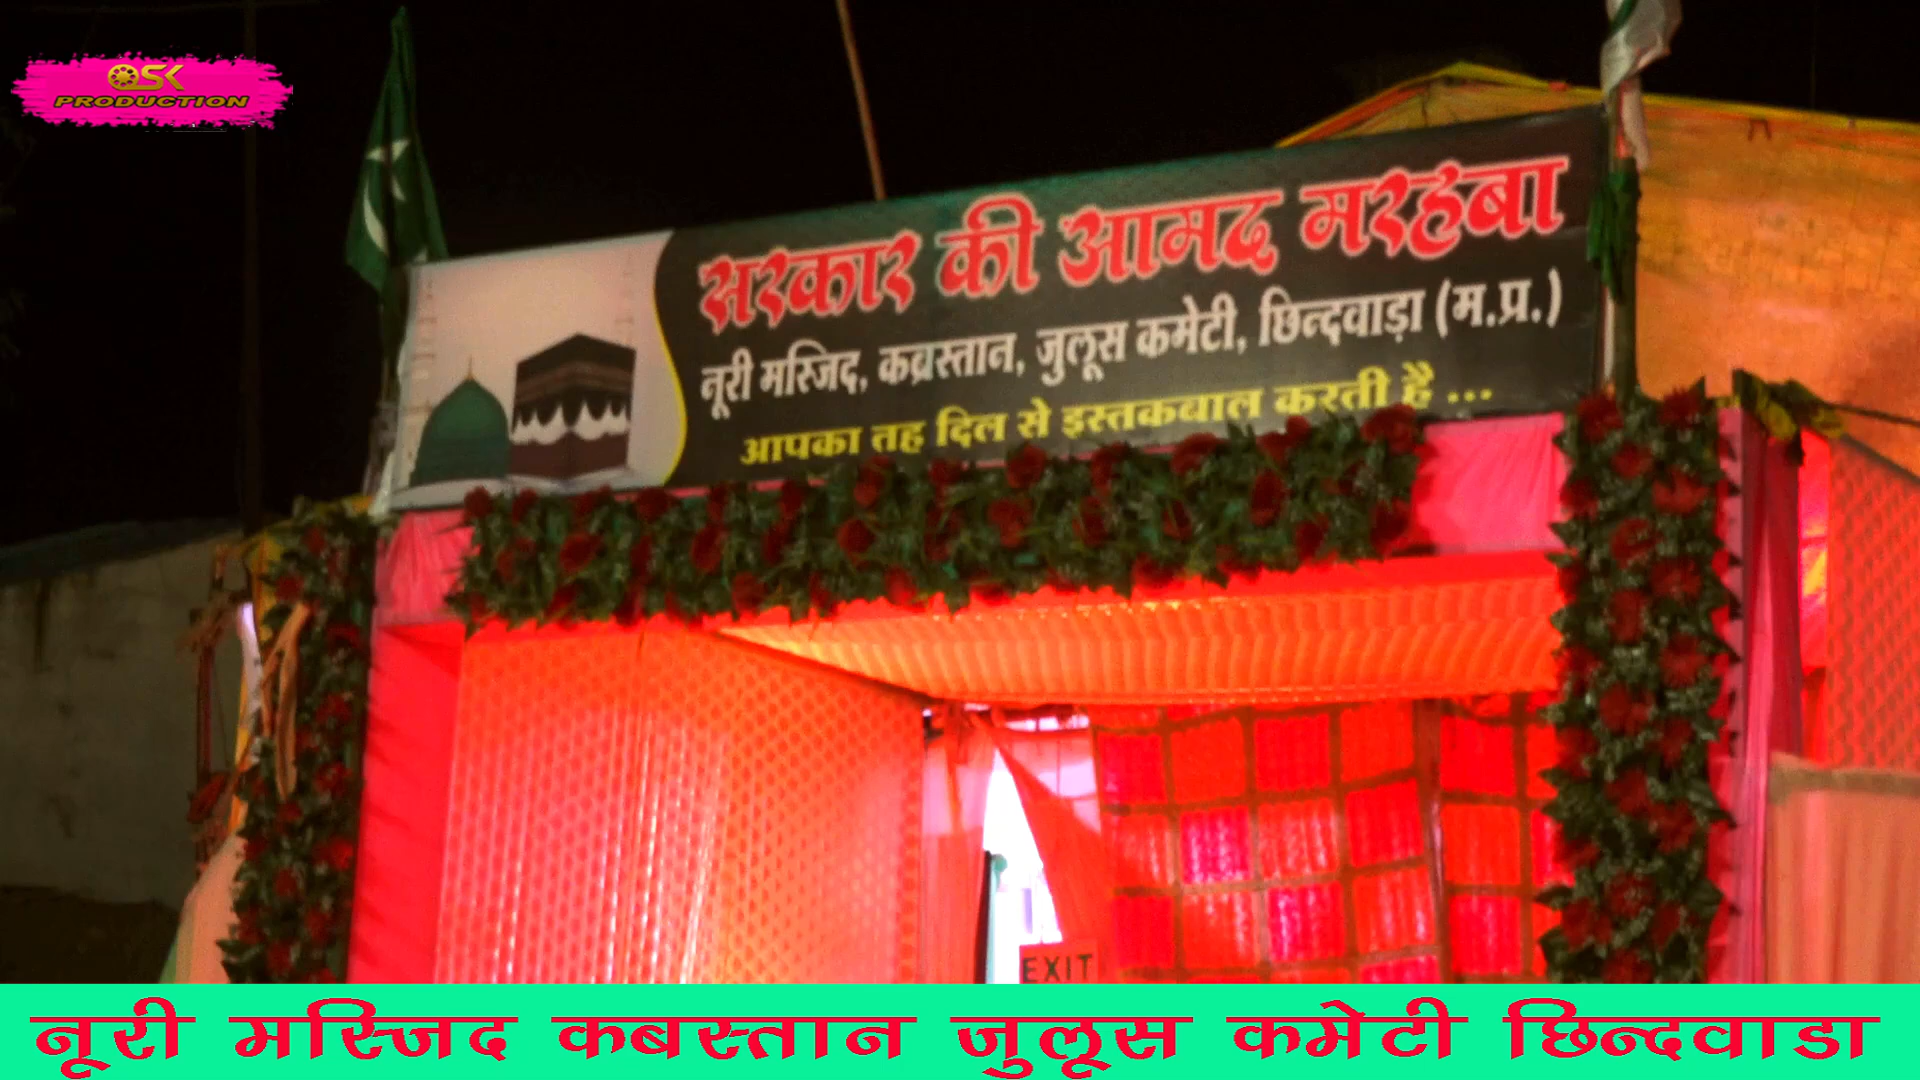 OSK
PRODUCTION
सरकार की आमद मरहबा
नूरी मस्जिद, कब्रस्तान, जुलूस कमेटी, छिन्दवाड़ा (म.प्र.)
आपका तह दिल से इस्तकबाल करती है ...
EXIT
नूरी मस्जिद कबस्तान जुलूस कमेटी छिन्दवाडा